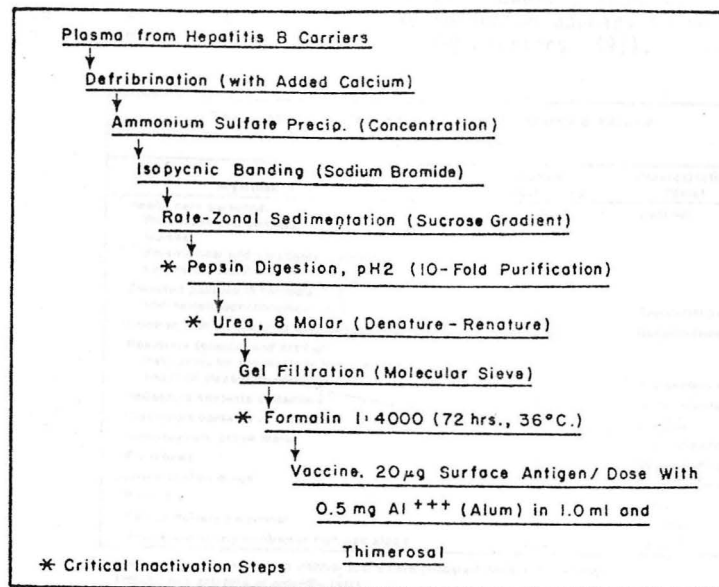 Plasma from Hepatitis B Carriers
Defribrination (with Added Calcium)
Ammonium Sulfate Precip. (Concentration)
Isopycnic Banding (Sodium Bromide)
Rate-Zonal Sedimentation (Sucrose Gradient)
* Pepsin Digestion, pH2 (10-Fold Purification)
* Urea, 8 Molar (Denature-Renature)
Gel Filtration (Molecular Sieve)
* Formalin 1:4000 (72 hrs., 36°C.)
Vaccine, 20 µg Surface Antigen/Dose With
0.5 mg Al+++ (Alum) in 1.0 ml and
Thimerosal
* Critical Inactivation Steps